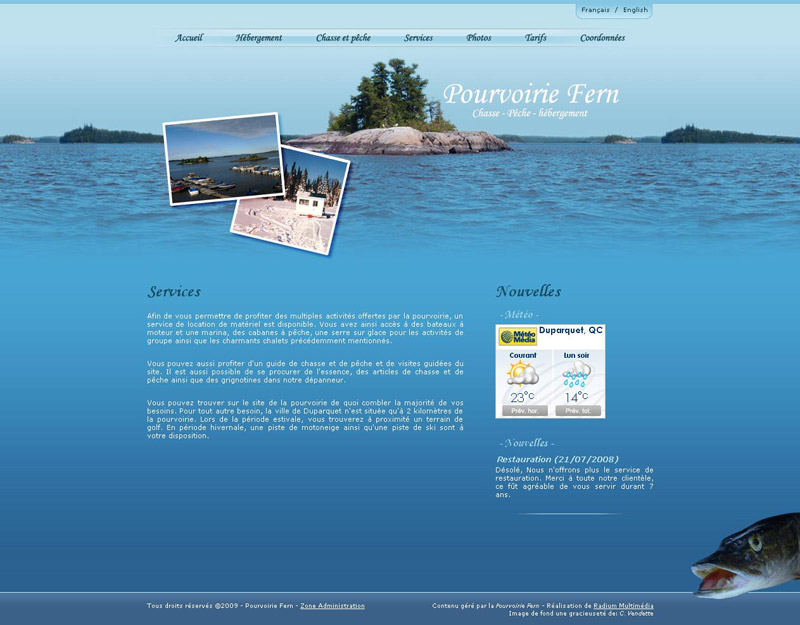 Français / English
Accueil Hébergement Chasse et pêche Services Photos Tarifs Coordonnées
Pourvoirie Fern
Chasse - Pêche - hébergement
Services
Afin de vous permettre de profiter des multiples activités offertes par la pourvoirie, un
service de location de matériel est disponible. Vous avez ainsi accès à des bateaux à
moteur et une marina, des cabanes à pêche, une serre sur glace pour les activités de
groupe ainsi que les charmants chalets précédemment mentionnés.
Vous pouvez aussi profiter d'un guide de chasse et de pêche et de visites guidées du
site. Il est aussi possible de se procurer de l'essence, des articles de chasse et de
pêche ainsi que des grignotines dans notre dépanneur.
Vous pouvez trouver sur le site de la pourvoirie de quoi combler la majorité de vos
besoins. Pour tout autre besoin, la ville de Duparquet n'est située qu'à 2 kilomètres de
la pourvoirie. Lors de la période estivale, vous trouverez à proximité un terrain de
golf. En période hivernale, une piste de motoneige ainsi qu'une piste de ski sont à
votre disposition.
Nouvelles
- Météo -
Météo Média
Duparquet, QC
Courant Lun soir
23°C 14°C
Prév. hor. Prév. tot.
- Nouvelles -
Restauration (21/07/2008)
Désolé, Nous n'offrons plus le service de
restauration. Merci à toute notre clientèle,
ce fût agréable de vous servir durant 7
ans.
Tous droits réservés ©2009 - Pourvoirie Fern - Zone Administration
Contenu géré par la Pourvoirie Fern - Réalisation de Radium Multimédia
Image de fond une gracieuseté de: C. Vendette